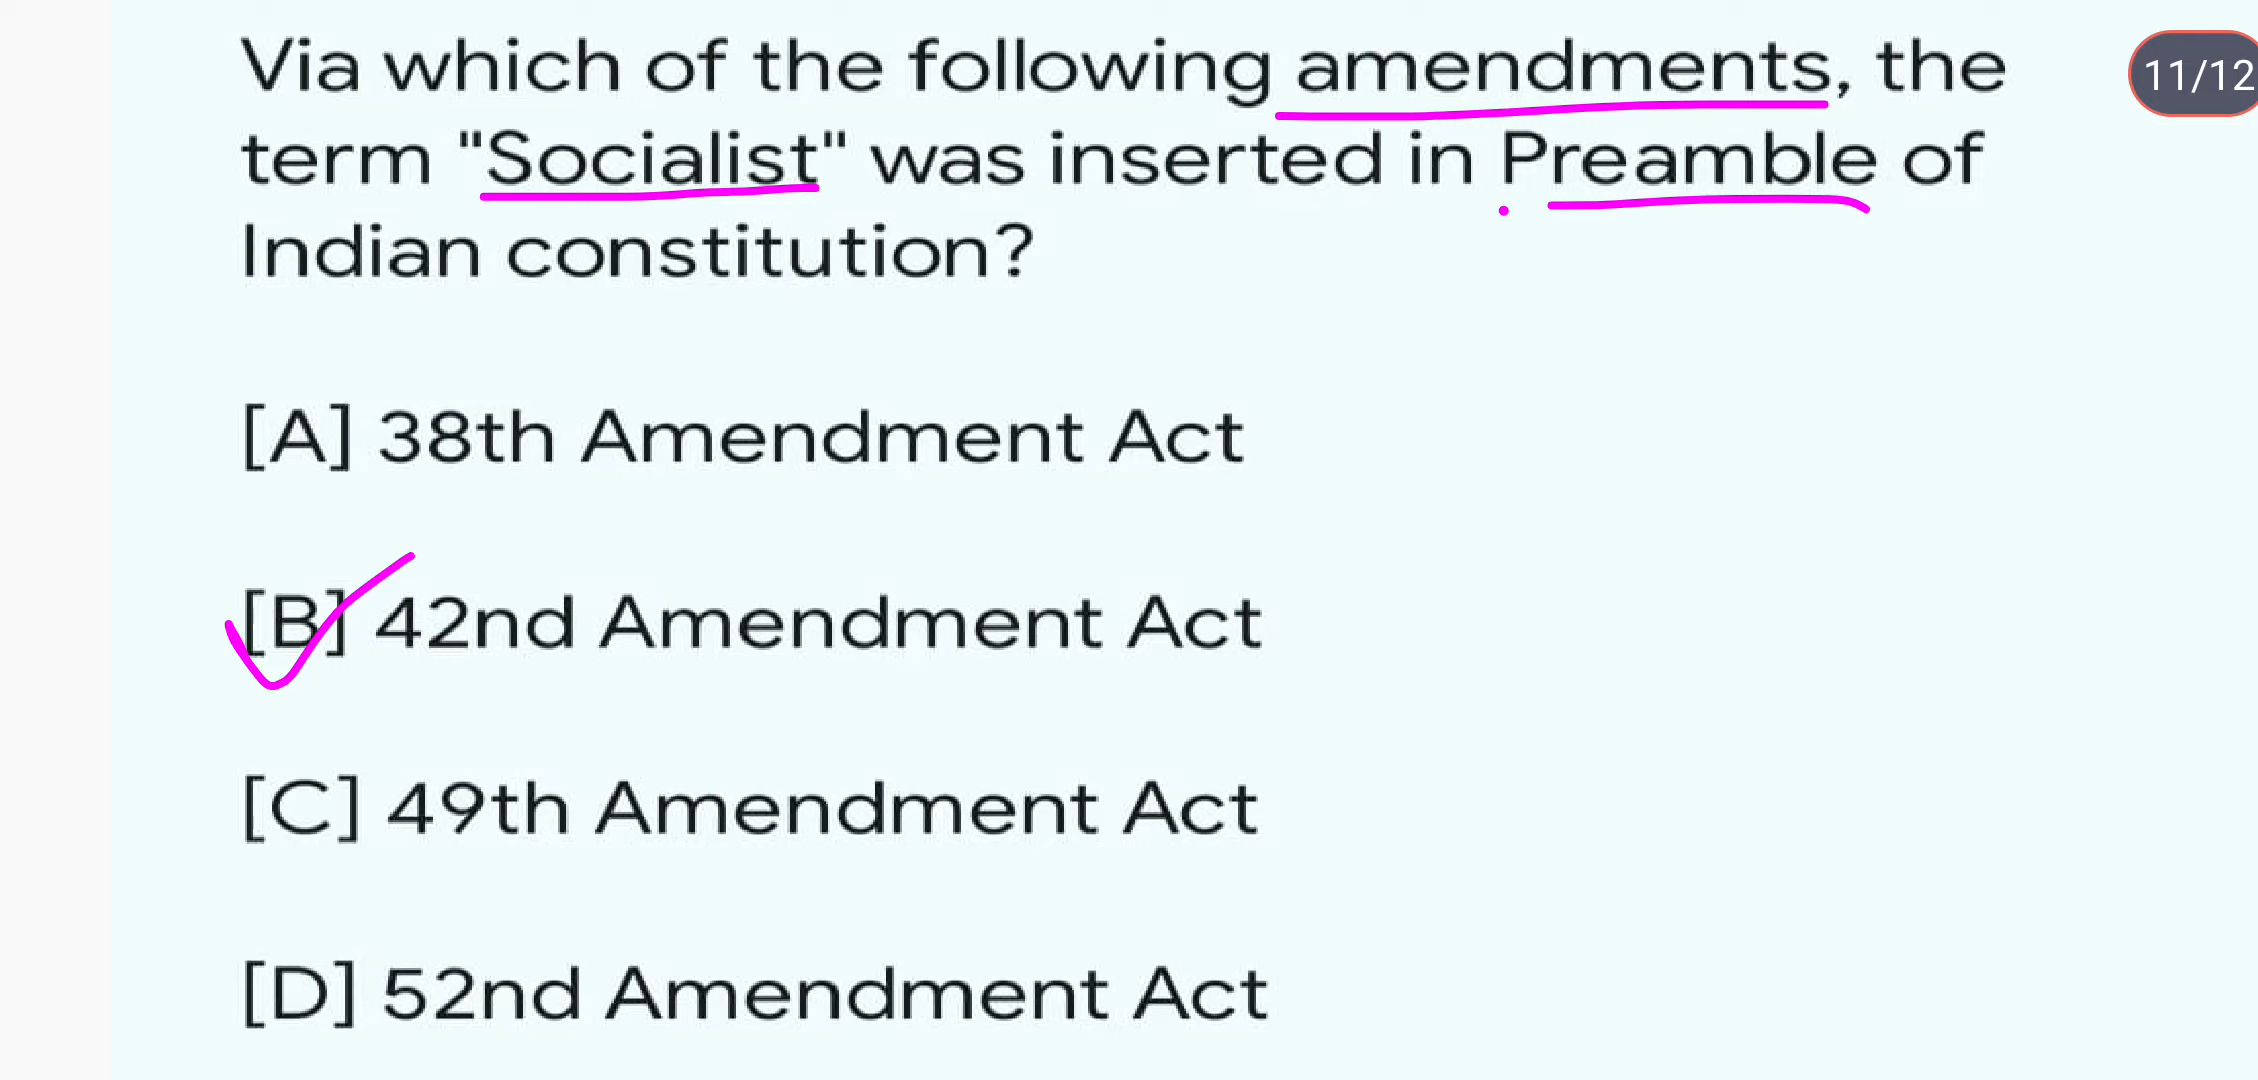 Via which of the following amendments, the
11/12
term "Socialist" was inserted in Preamble of
Indian constitution?
[A] 38th Amendment Act
[B] 42nd Amendment Act
[C] 49th Amendment Act
[D] 52nd Amendment Act